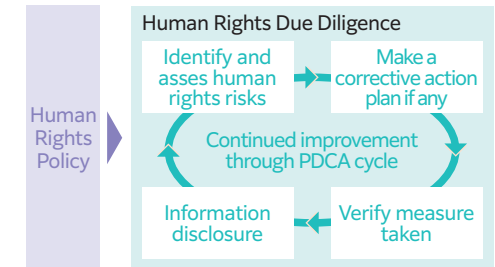 Human
Rights
Policy
Human Rights Due Diligence
Identify and
asses human
rights risks
Make a
corrective action
plan if any
Continued improvement
through PDCA cycle
Information
disclosure
Verify measure
taken